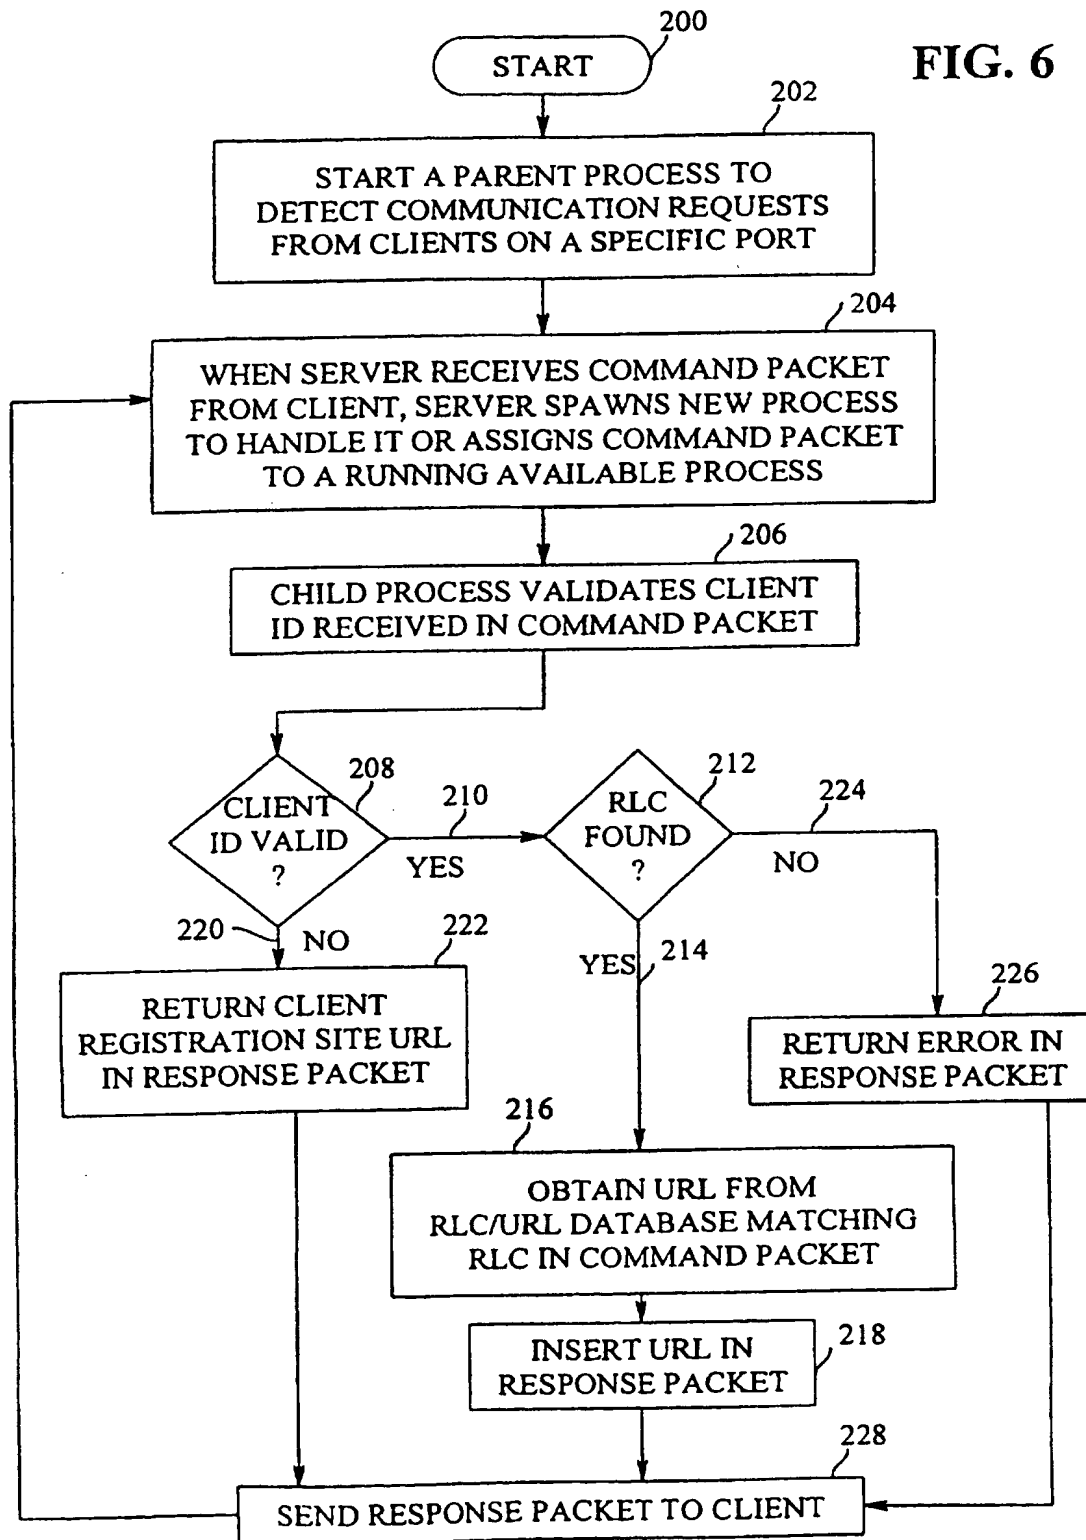 200
START
FIG. 6
202
START A PARENT PROCESS TO
DETECT COMMUNICATION REQUESTS
FROM CLIENTS ON A SPECIFIC PORT
204
WHEN SERVER RECEIVES COMMAND PACKET
FROM CLIENT, SERVER SPAWNS NEW PROCESS
TO HANDLE IT OR ASSIGNS COMMAND PACKET
TO A RUNNING AVAILABLE PROCESS
206
CHILD PROCESS VALIDATES CLIENT
ID RECEIVED IN COMMAND PACKET
208
CLIENT
ID VALID
?
210
YES
212
RLC
FOUND
?
224
NO
220
NO
222
RETURN CLIENT
REGISTRATION SITE URL
IN RESPONSE PACKET
YES
214
226
RETURN ERROR IN
RESPONSE PACKET
216
OBTAIN URL FROM
RLC/URL DATABASE MATCHING
RLC IN COMMAND PACKET
INSERT URL IN
RESPONSE PACKET
218
228
SEND RESPONSE PACKET TO CLIENT